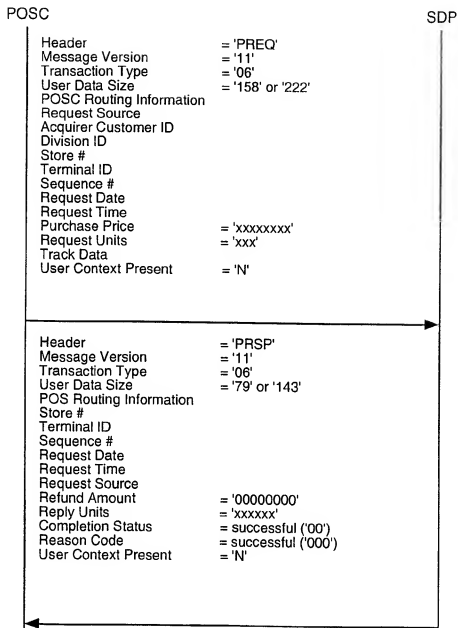 POSC SDP
Header = 'PREQ'
Message Version = '11'
Transaction Type = '06'
User Data Size = '158' or '222'
POSC Routing Information
Request Source
Acquirer Customer ID
Division ID
Store #
Terminal ID
Sequence #
Request Date
Request Time
Purchase Price = 'xxxxxxxx'
Request Units = 'xxx'
Track Data
User Context Present = 'N'
Header = 'PRSP'
Message Version = '11'
Transaction Type = '06'
User Data Size = '79' or '143'
POS Routing Information
Store #
Terminal ID
Sequence #
Request Date
Request Time
Request Source
Refund Amount = '00000000'
Reply Units = 'xxxxxx'
Completion Status = successful ('00')
Reason Code = successful ('000')
User Context Present = 'N'